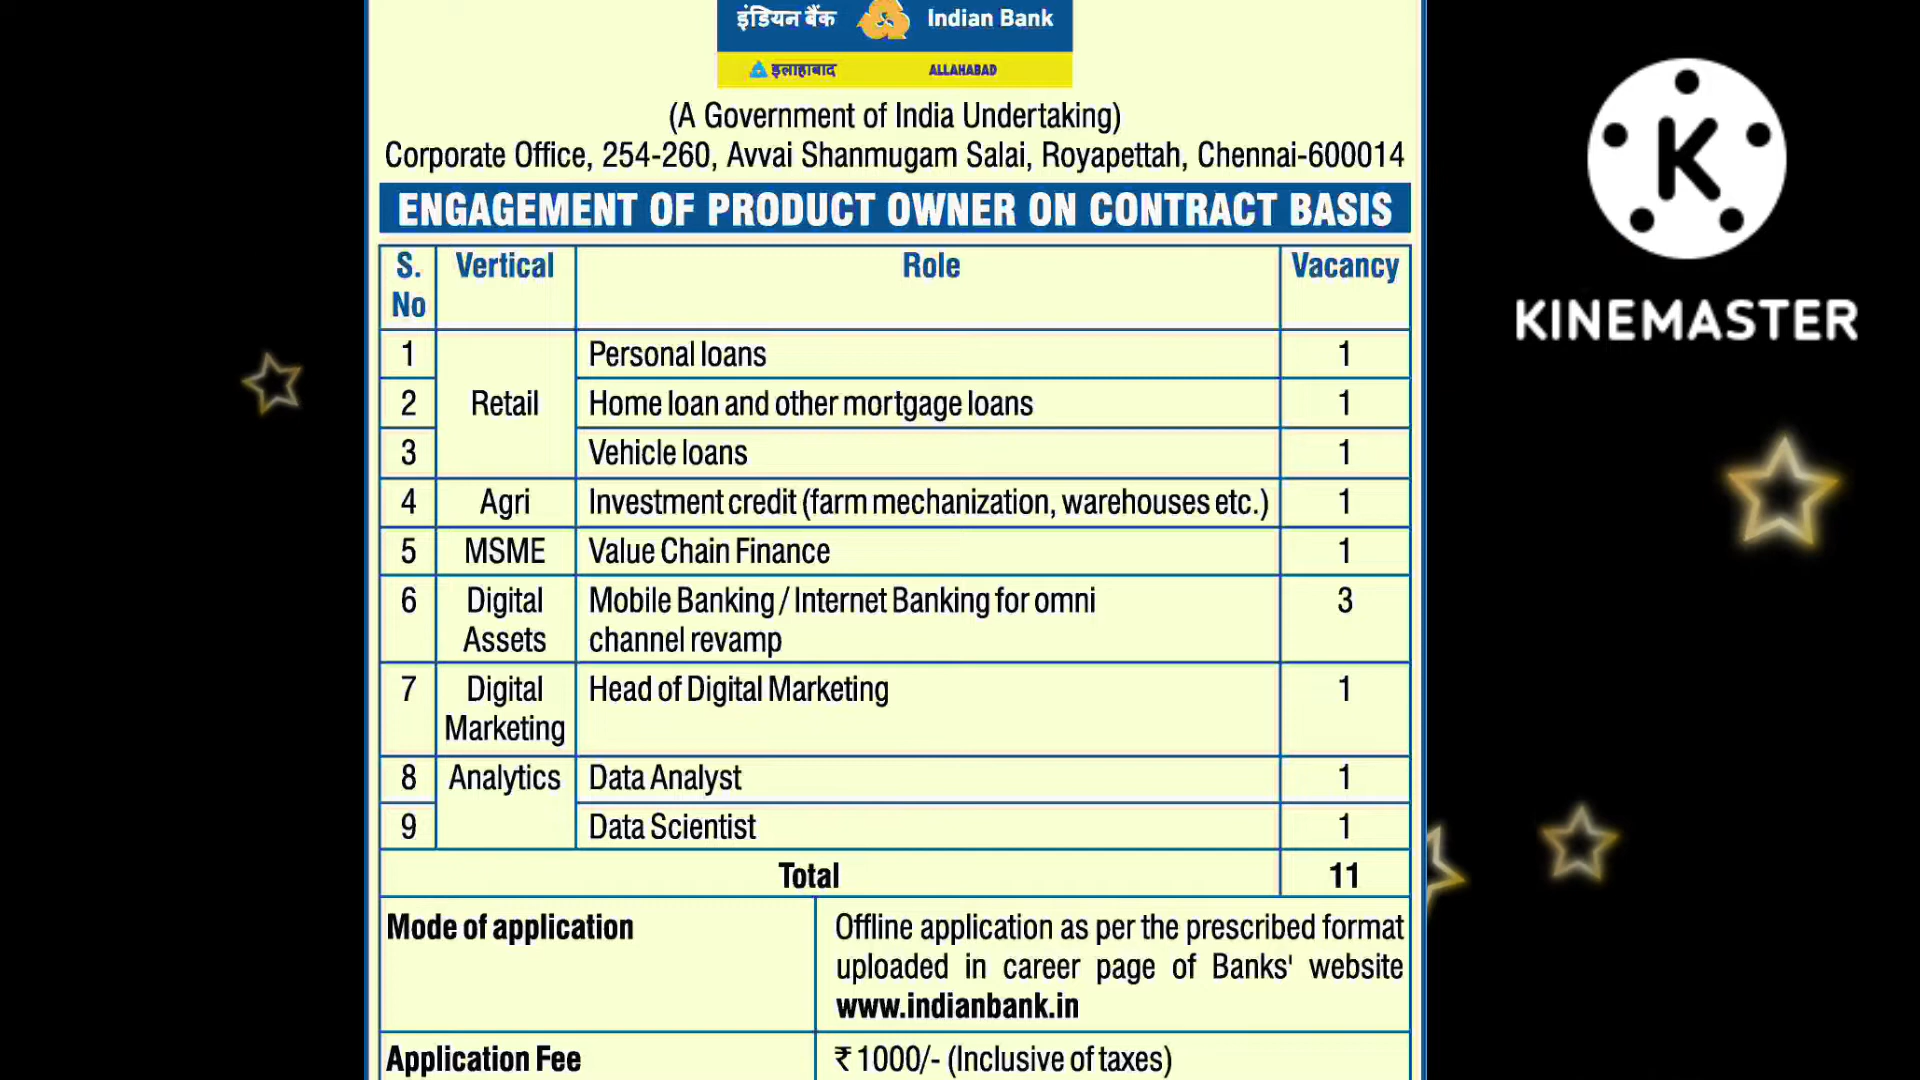 इंडियन बैंक Indian Bank
इलाहाबाद ALLAHABAD
(A Government of India Undertaking)
Corporate Office, 254-260, Avvai Shanmugam Salai, Royapettah, Chennai-600014
ENGAGEMENT OF PRODUCT OWNER ON CONTRACT BASIS
S. No Vertical Role Vacancy
1 Retail Personal loans 1
2 Home loan and other mortgage loans 1
3 Vehicle loans 1
4 Agri Investment credit (farm mechanization, warehouses etc.) 1
5 MSME Value Chain Finance 1
6 Digital Assets Mobile Banking / Internet Banking for omni channel revamp 3
7 Digital Marketing Head of Digital Marketing 1
8 Analytics Data Analyst 1
9 Data Scientist 1
Total 11
Mode of application Offline application as per the prescribed format
uploaded in career page of Banks' website
www.indianbank.in
Application Fee ₹ 1000/- (Inclusive of taxes)
K
KINEMASTER